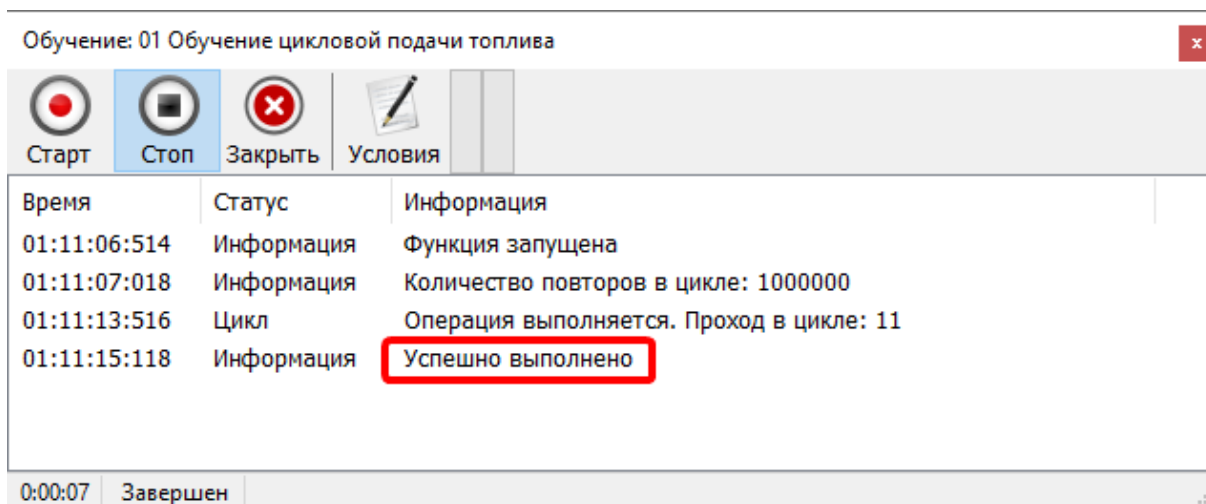 Обучение: 01 Обучение цикловой подачи топлива
x
Старт Стоп Закрыть Условия
Время Статус Информация
01:11:06:514 Информация Функция запущена
01:11:07:018 Информация Количество повторов в цикле: 1000000
01:11:13:516 Цикл Операция выполняется. Проход в цикле: 11
01:11:15:118 Информация Успешно выполнено
0:00:07 Завершен